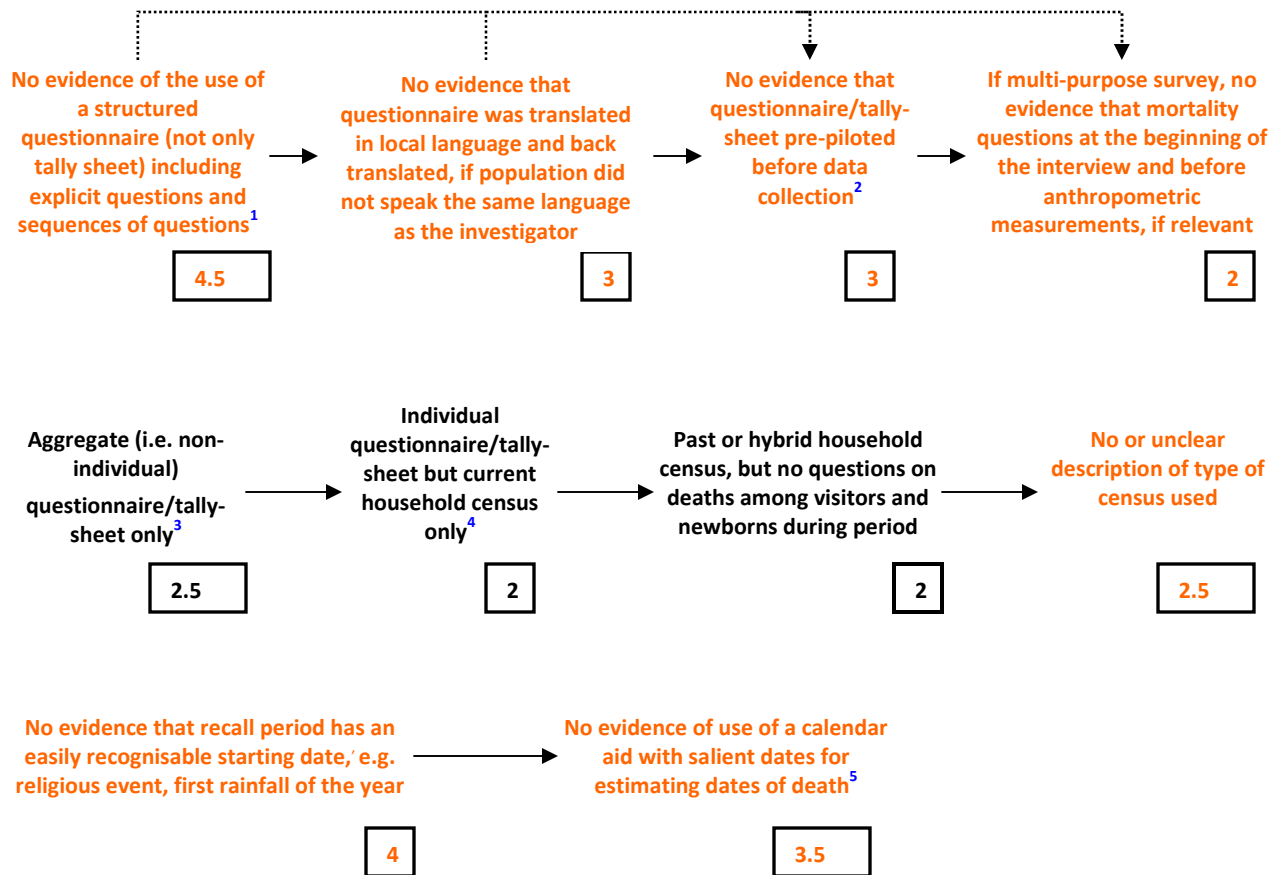 No evidence of the use of
a structured
questionnaire (not only
tally sheet) including
explicit questions and
sequences of questions1
4.5
No evidence that
questionnaire was translated
in local language and back
translated, if population did
not speak the same language
as the investigator
3
No evidence that
questionnaire/tally-
sheet pre-piloted
before data
collection2
3
If multi-purpose survey, no
evidence that mortality
questions at the beginning of
the interview and before
anthropometric
measurements, if relevant
2
Aggregate (i.e. non-
individual)
questionnaire/tally-
sheet only3
2.5
Individual
questionnaire/tally-
sheet but current
household census
only4
2
Past or hybrid household
census, but no questions on
deaths among visitors and
newborns during period
2
No or unclear
description of type of
census used
2.5
No evidence that recall period has an
easily recognisable starting date,′ e.g.
religious event, first rainfall of the year
4
No evidence of use of a calendar
aid with salient dates for
estimating dates of death5
3.5